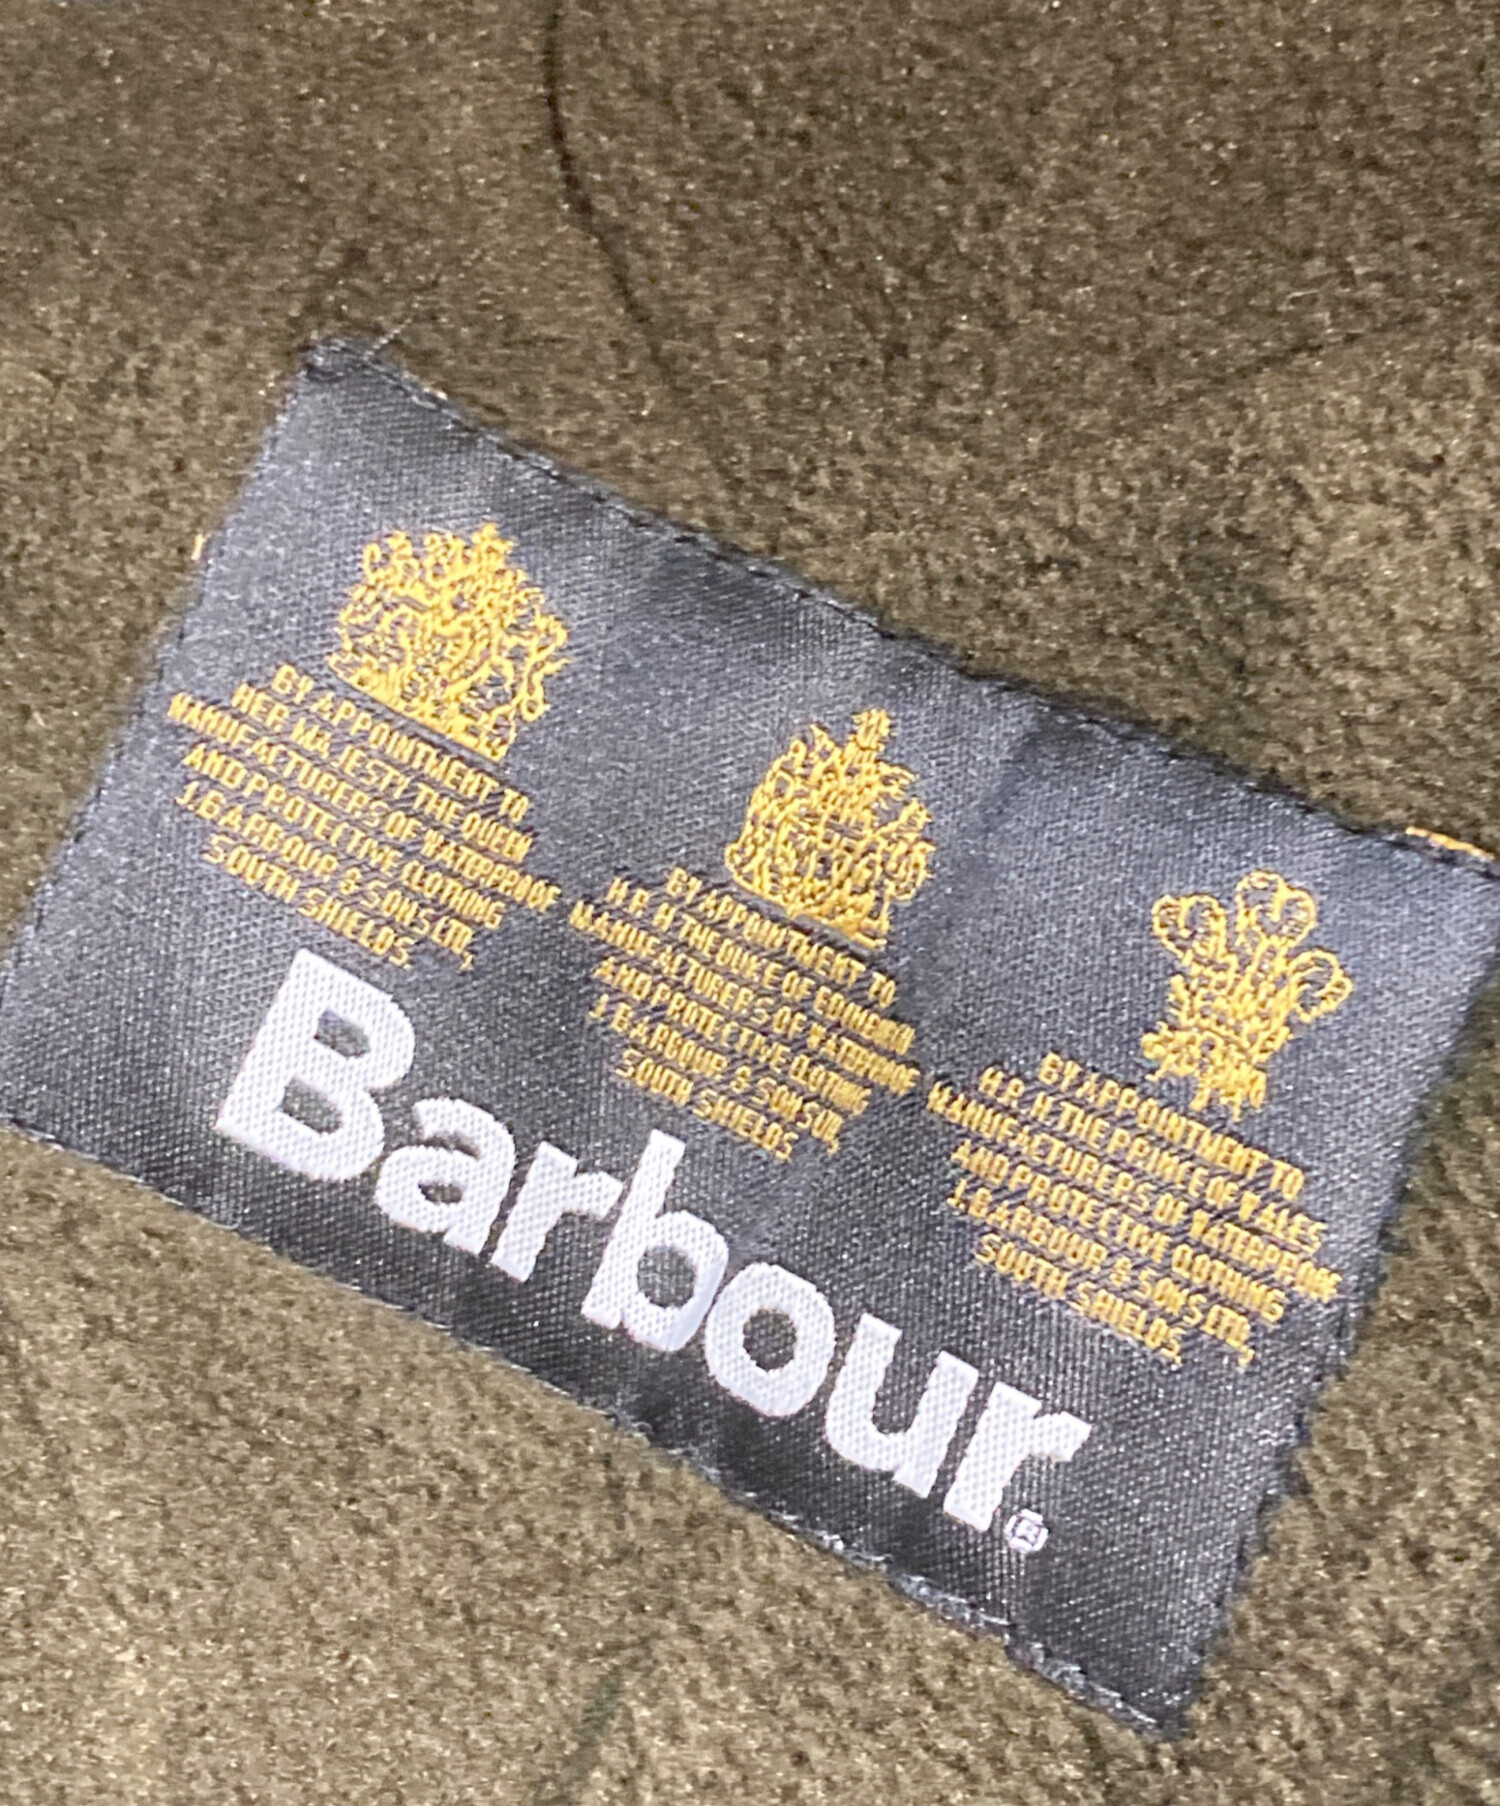 BY APPOINTMENT TO
HER MAJESTY THE QUEEN
MANUFACTURERS OF WATERPROOF
AND PROTECTIVE CLOTHING
J.BARBOUR & SONS LTD,
SOUTH SHIELDS.
BY APPOINTMENT TO
H.R.H THE DUKE OF EDINBURGH
MANUFACTURERS OF WATERPROOF
AND PROTECTIVE CLOTHING
J.BARBOUR & SONS LTD,
SOUTH SHIELDS.
BY APPOINTMENT TO
H.R.H THE PRINCE OF WALES
MANUFACTURERS OF WATERPROOF
AND PROTECTIVE CLOTHING
J.BARBOUR & SONS LTD,
SOUTH SHIELDS.
Barbour®